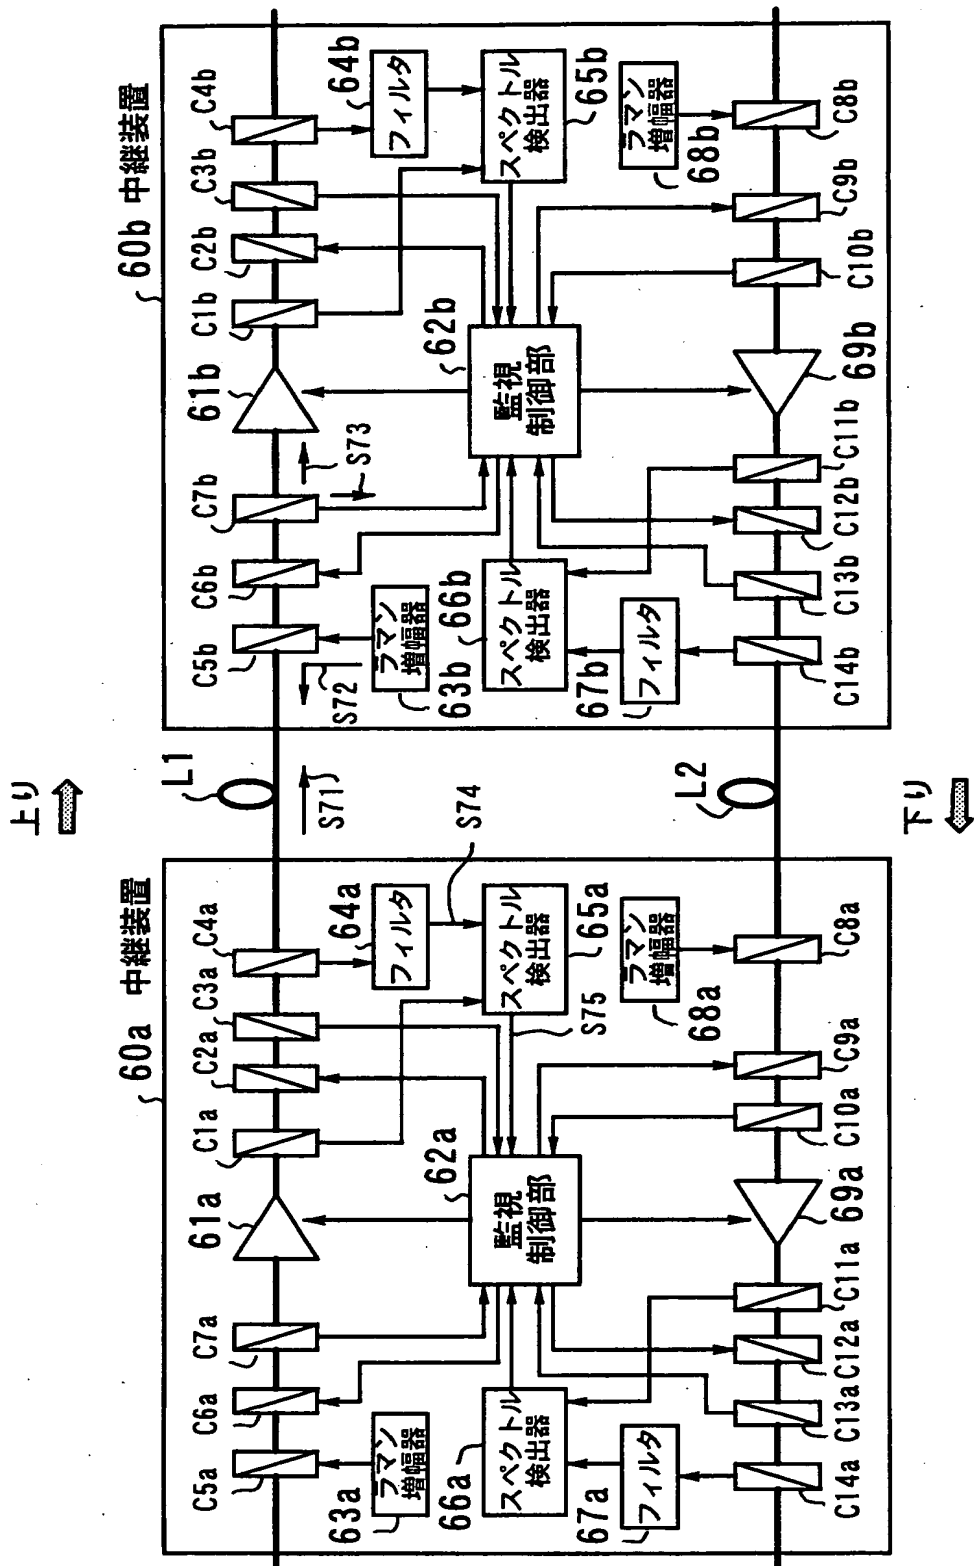 上り
60a 中継装置
C5a
C6a
C7a
61a
C1a
C2a
C3a
C4a
63a
ラマン
増幅器
62a
監視
制御部
64a
フィルタ
S74
66a
スペクトル
検出器
S75
スペクトル
検出器
65a
67a
フィルタ
68a
ラマン
増幅器
C14a
C13a
C12a
C11a
69a
C10a
C9a
C8a
L1
S71
L2
60b 中継装置
C5b
C6b
C7b
61b
C1b
C2b
C3b
C4b
S72
S73
63b
ラマン
増幅器
62b
監視
制御部
64b
フィルタ
66b
スペクトル
検出器
スペクトル
検出器
65b
67b
フィルタ
68b
ラマン
増幅器
C14b
C13b
C12b
C11b
69b
C10b
C9b
C8b
下り